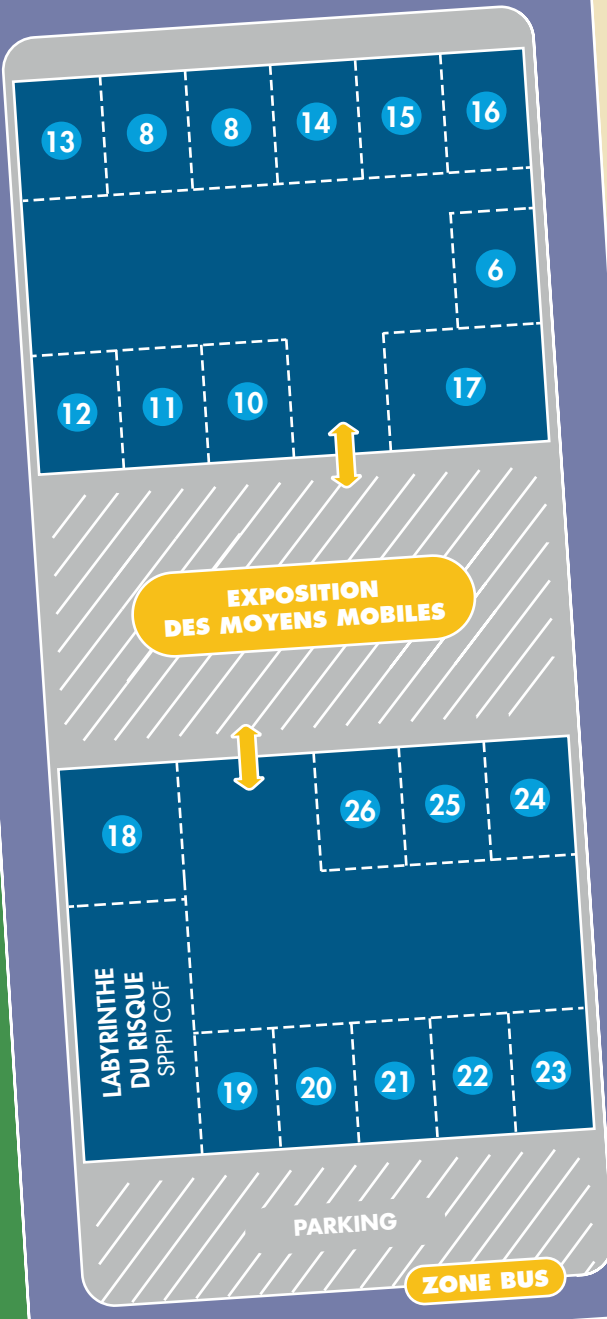 13 8 8 14 15 16
6
12 11 10 17
EXPOSITION
DES MOYENS MOBILES
18 26 25 24
LABYRINTHE
DU RISQUE
SPPPI COF
19 20 21 22 23
PARKING
ZONE BUS